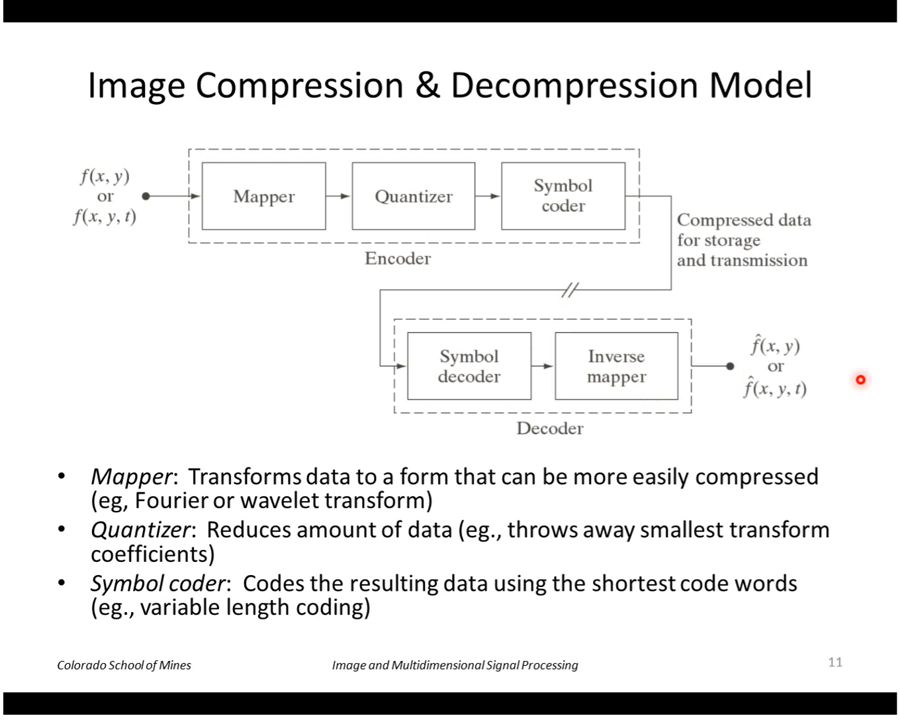 Image Compression & Decompression Model
f(x, y)
or
f(x, y, t)
Mapper
Quantizer
Symbol
coder
Encoder
Compressed data
for storage
and transmission
Symbol
decoder
Inverse
mapper
Decoder
f̂(x, y)
or
f̂(x, y, t)
• Mapper: Transforms data to a form that can be more easily compressed
(eg, Fourier or wavelet transform)
• Quantizer: Reduces amount of data (eg., throws away smallest transform
coefficients)
• Symbol coder: Codes the resulting data using the shortest code words
(eg., variable length coding)
Colorado School of Mines
Image and Multidimensional Signal Processing
11